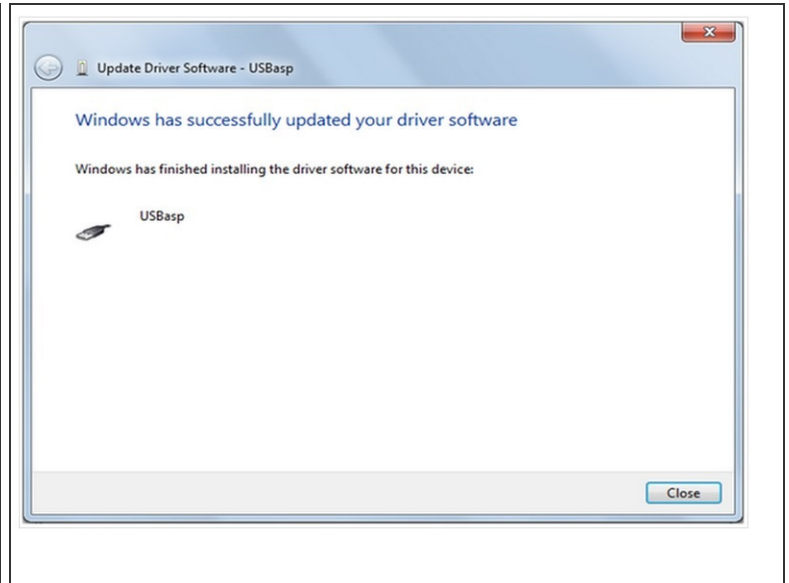 Update Driver Software - USBasp
Windows has successfully updated your driver software
Windows has finished installing the driver software for this device:
USBasp
Close